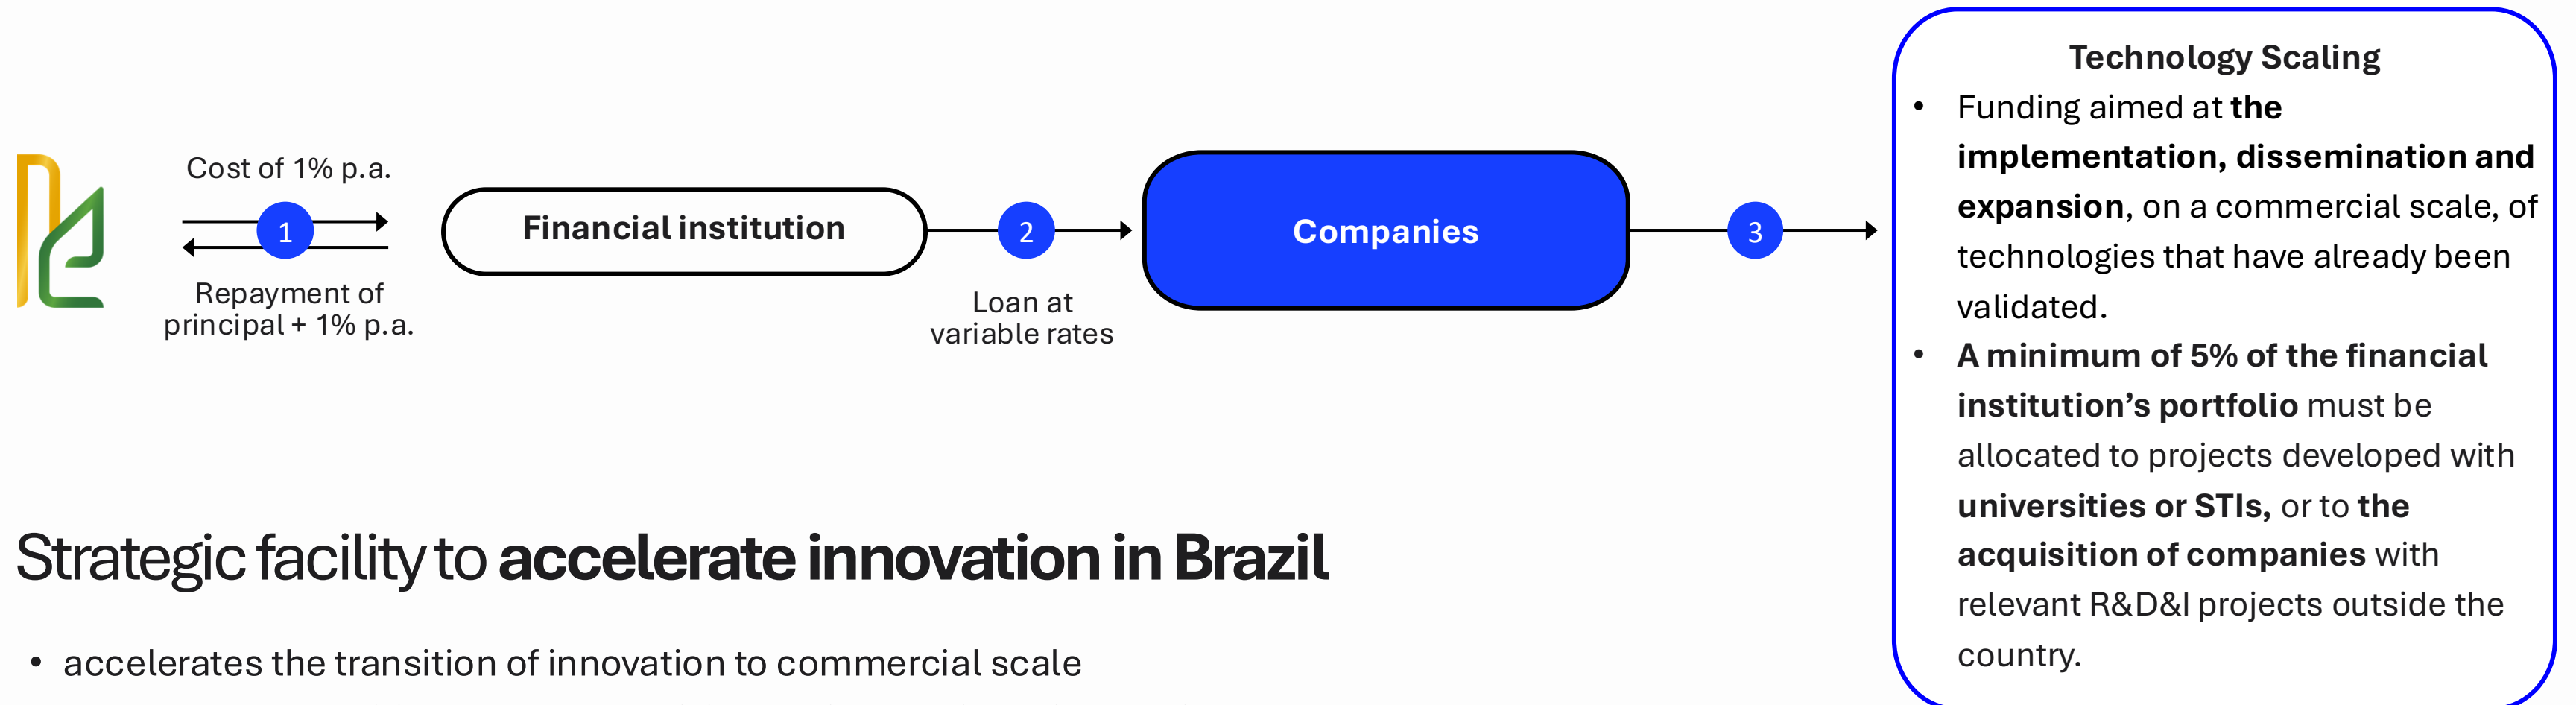 Cost of 1% p.a.
1
Repayment of
principal + 1% p.a.
Financial institution
2
Loan at
variable rates
Companies
3
Technology Scaling
• Funding aimed at the
implementation, dissemination and
expansion, on a commercial scale, of
technologies that have already been
validated.
• A minimum of 5% of the financial
institution’s portfolio must be
allocated to projects developed with
universities or STIs, or to the
acquisition of companies with
relevant R&D&I projects outside the
country.
Strategic facility to accelerate innovation in Brazil
• accelerates the transition of innovation to commercial scale